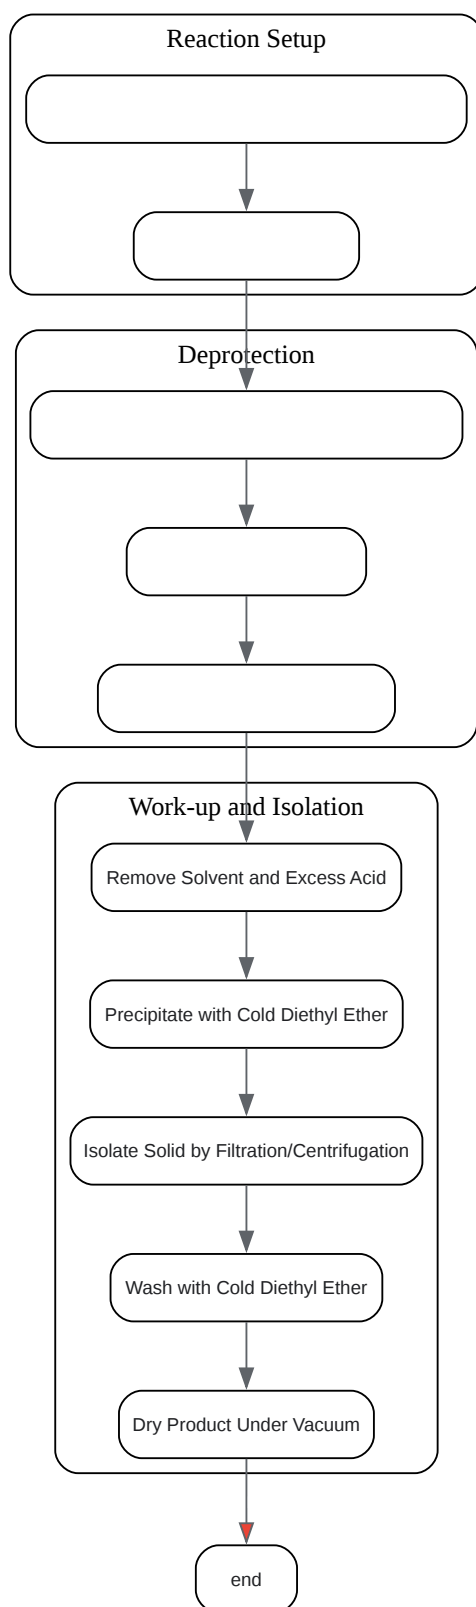 Reaction Setup
Deprotection
Work-up and Isolation
Remove Solvent and Excess Acid
Precipitate with Cold Diethyl Ether
Isolate Solid by Filtration/Centrifugation
Wash with Cold Diethyl Ether
Dry Product Under Vacuum
end